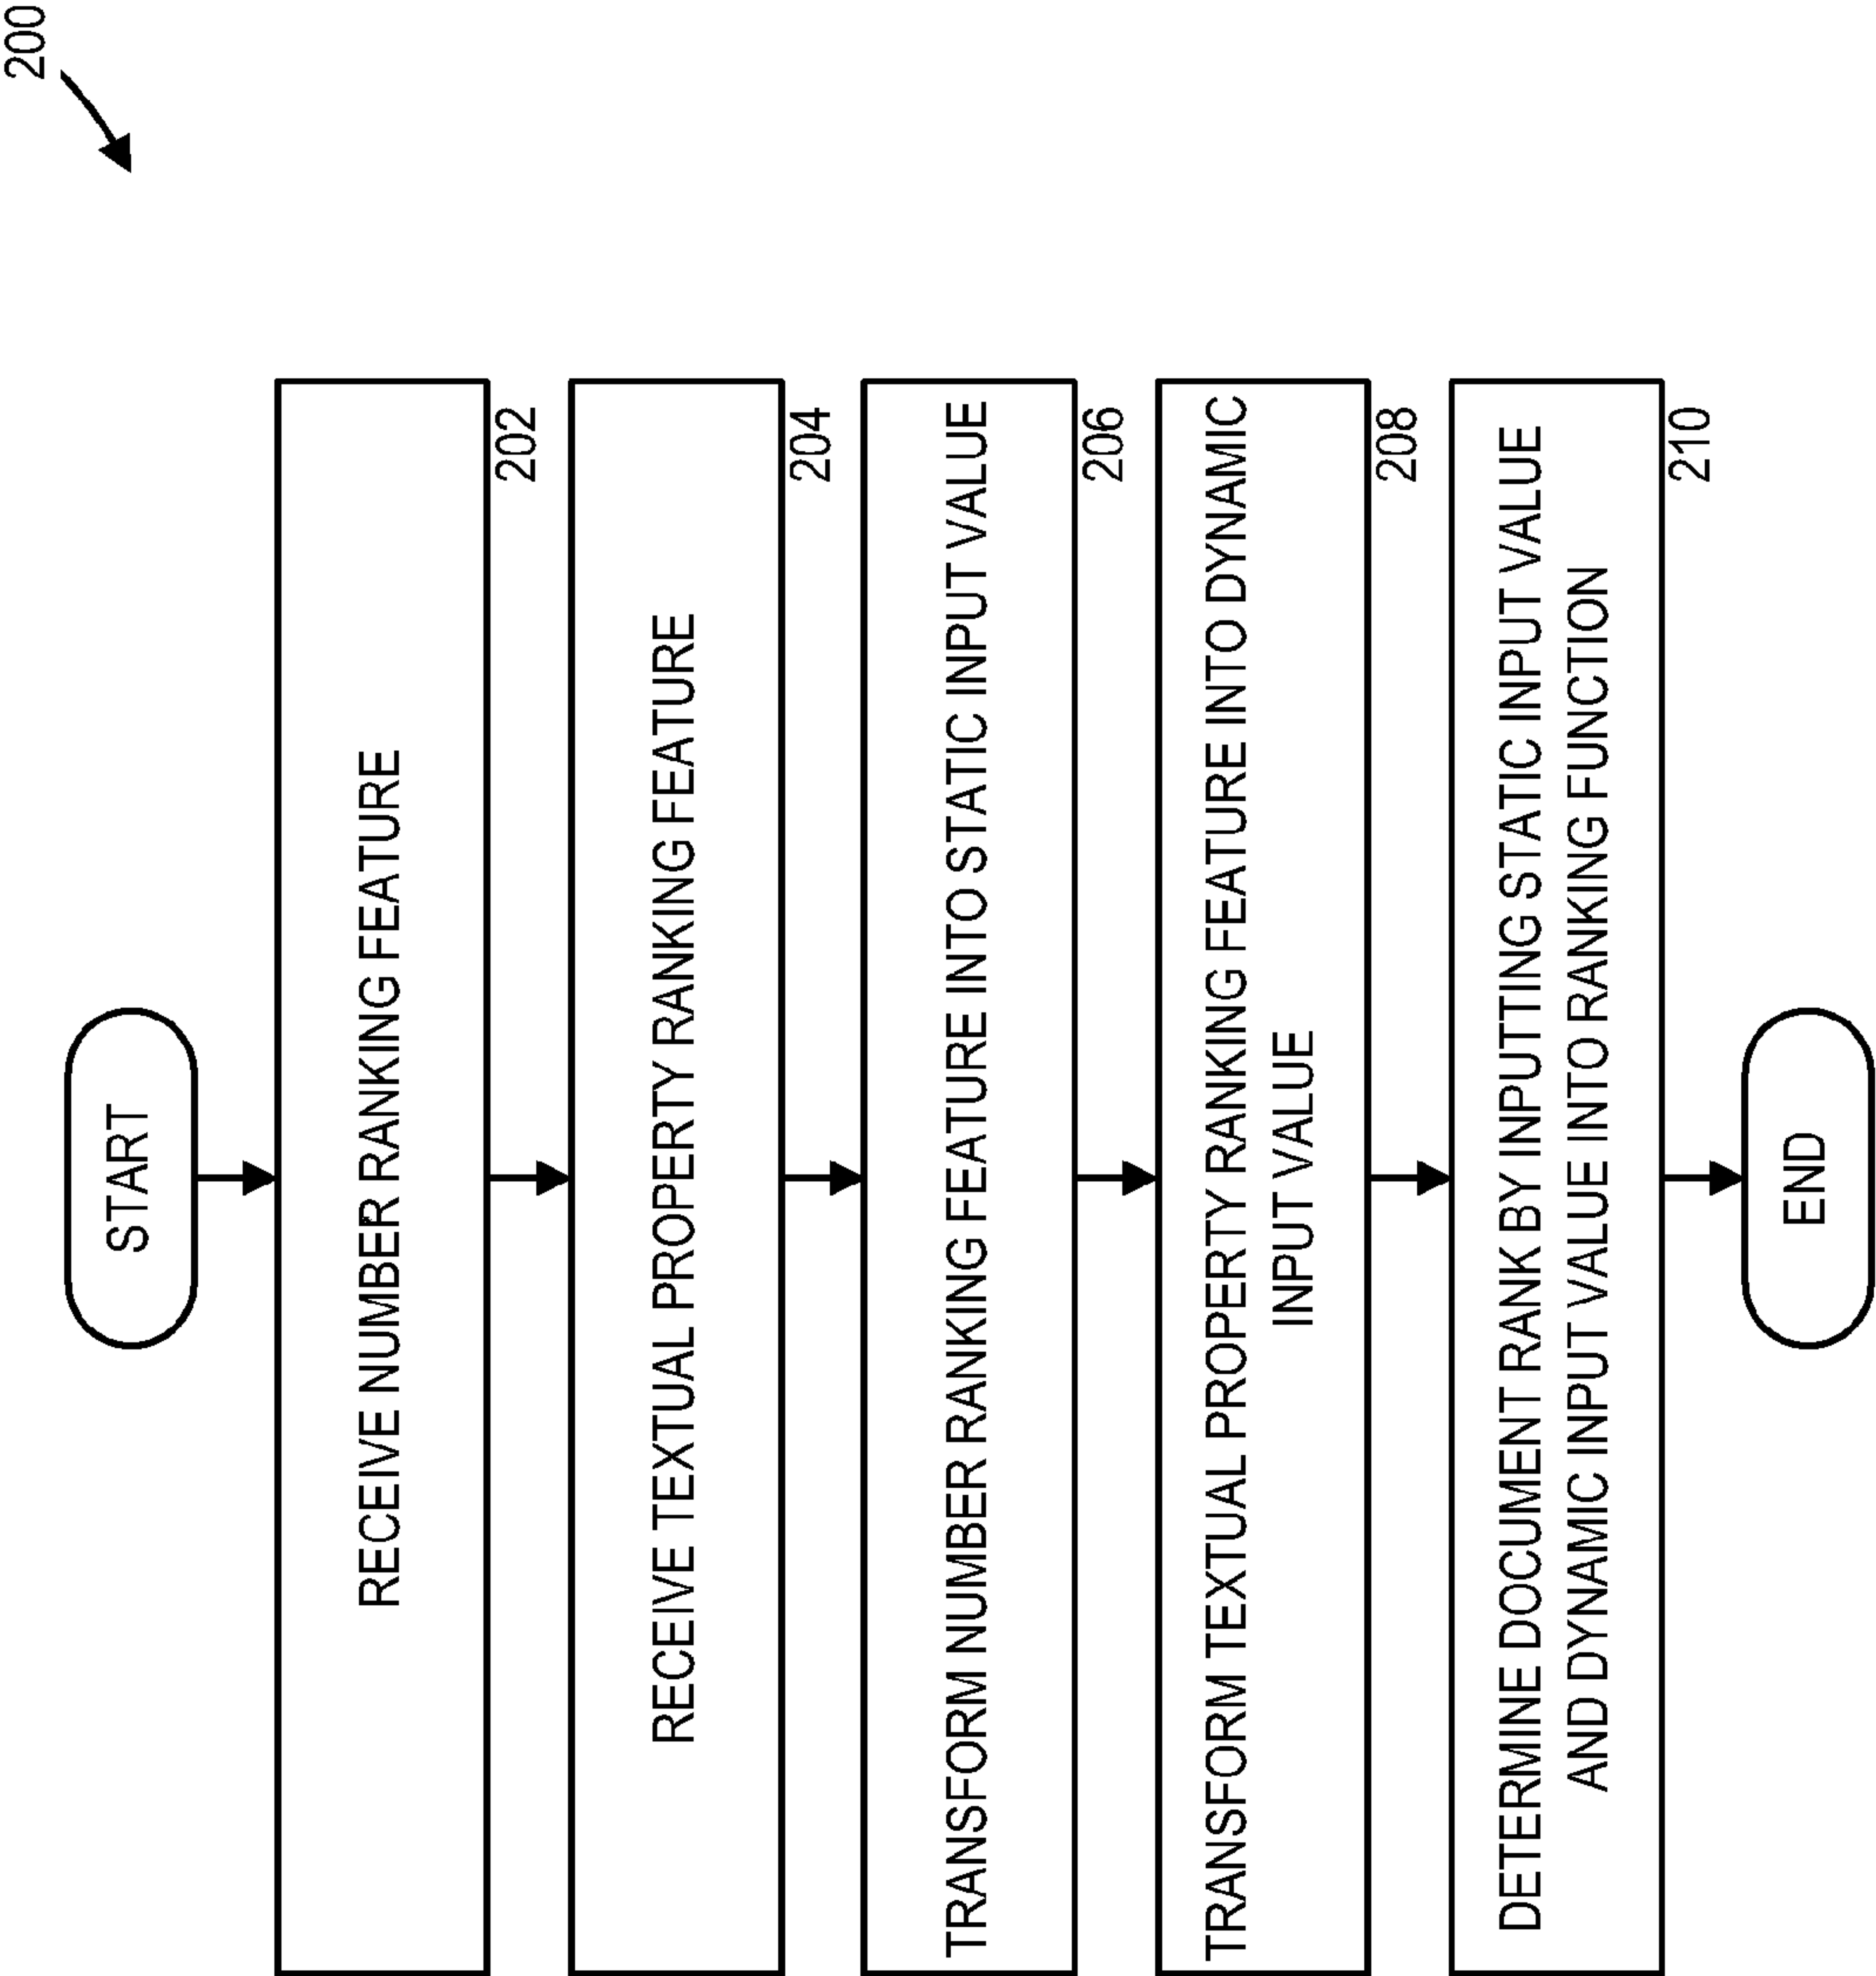 200
START
RECEIVE NUMBER RANKING FEATURE
202
RECEIVE TEXTUAL PROPERTY RANKING FEATURE
204
TRANSFORM NUMBER RANKING FEATURE INTO STATIC INPUT VALUE
206
TRANSFORM TEXTUAL PROPERTY RANKING FEATURE INTO DYNAMIC
INPUT VALUE
208
DETERMINE DOCUMENT RANK BY INPUTTING STATIC INPUT VALUE
AND DYNAMIC INPUT VALUE INTO RANKING FUNCTION
210
END